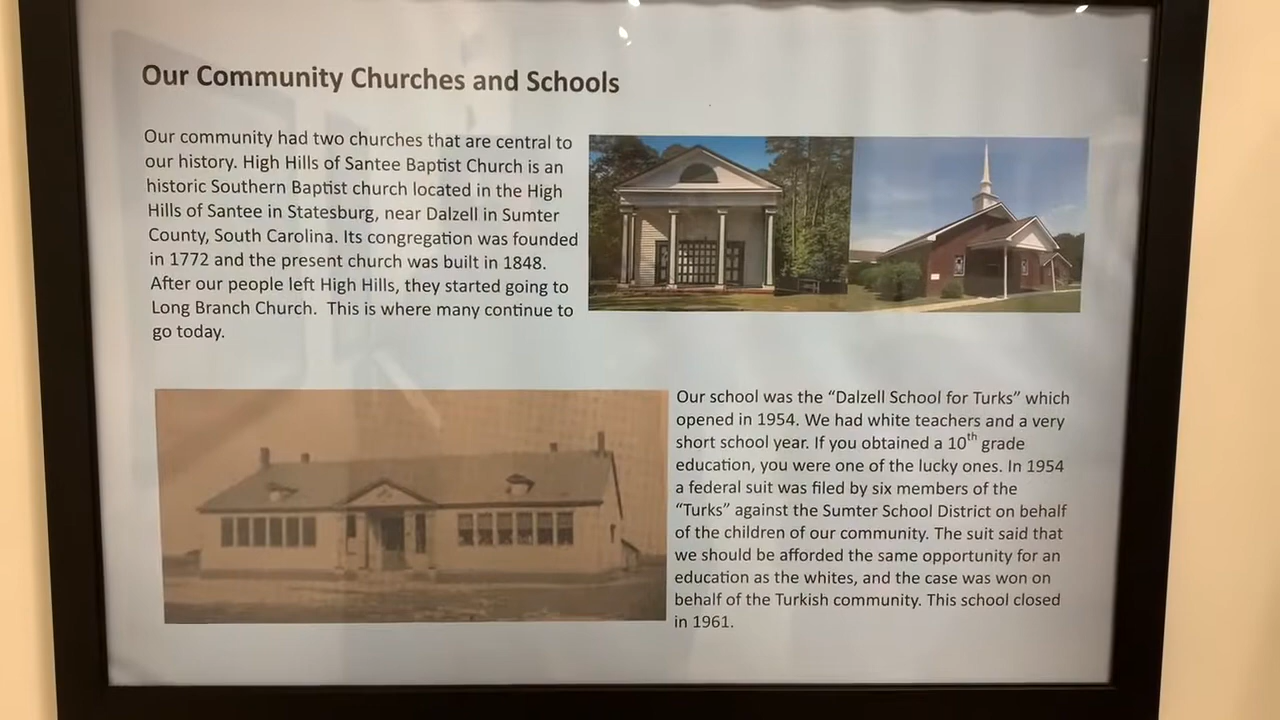 Our Community Churches and Schools
Our community had two churches that are central to
our history. High Hills of Santee Baptist Church is an
historic Southern Baptist church located in the High
Hills of Santee in Statesburg, near Dalzell in Sumter
County, South Carolina. Its congregation was founded
in 1772 and the present church was built in 1848.
After our people left High Hills, they started going to
Long Branch Church. This is where many continue to
go today.
Our school was the “Dalzell School for Turks” which
opened in 1954. We had white teachers and a very
short school year. If you obtained a 10th grade
education, you were one of the lucky ones. In 1954
a federal suit was filed by six members of the
“Turks” against the Sumter School District on behalf
of the children of our community. The suit said that
we should be afforded the same opportunity for an
education as the whites, and the case was won on
behalf of the Turkish community. This school closed
in 1961.